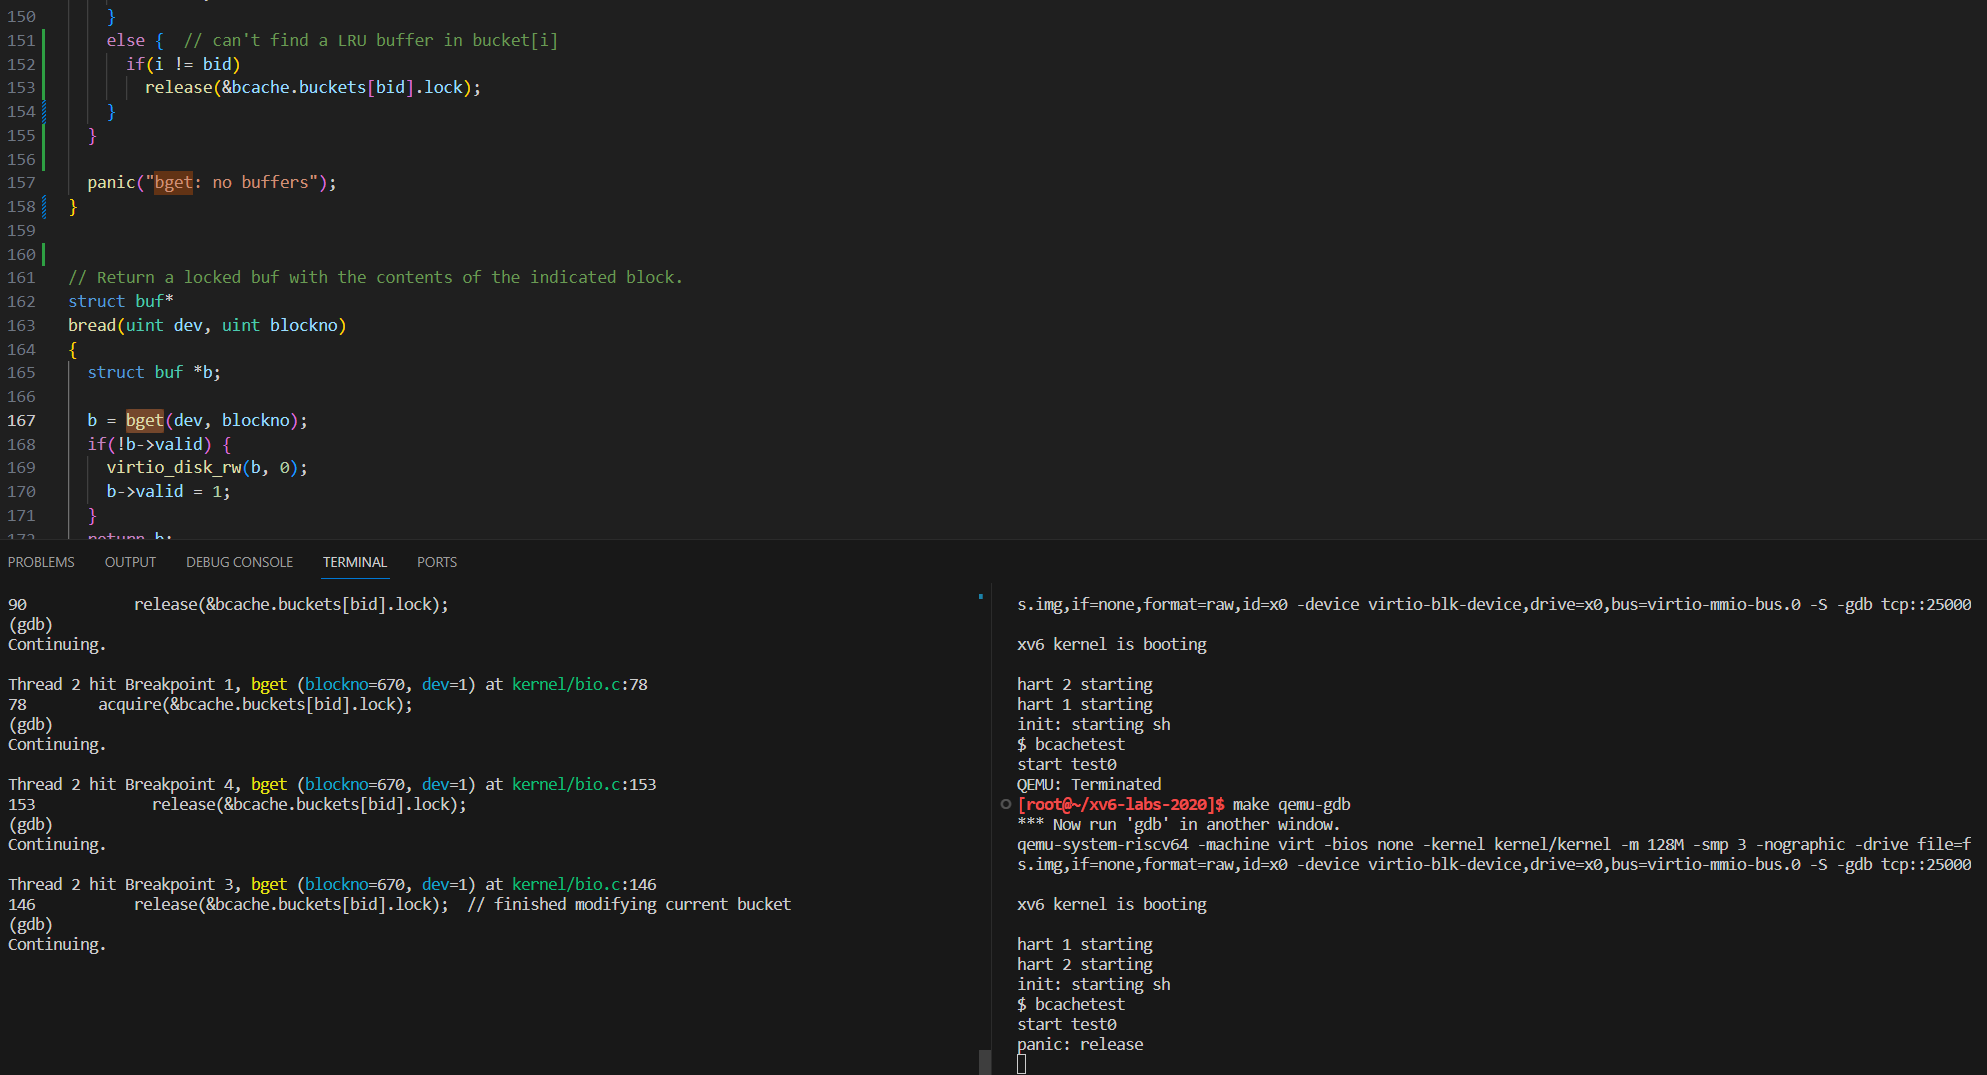 150 }
151 else {  // can't find a LRU buffer in bucket[i]
152 if(i != bid)
153 release(&bcache.buckets[bid].lock);
154 }
155 }
156
157 panic("bget: no buffers");
158 }
159
160
161 // Return a locked buf with the contents of the indicated block.
162 struct buf*
163 bread(uint dev, uint blockno)
164 {
165 struct buf *b;
166
167 b = bget(dev, blockno);
168 if(!b->valid) {
169 virtio_disk_rw(b, 0);
170 b->valid = 1;
171 }
172 return b;
PROBLEMS OUTPUT DEBUG CONSOLE TERMINAL PORTS
90 release(&bcache.buckets[bid].lock);
(gdb)
Continuing.
Thread 2 hit Breakpoint 1, bget (blockno=670, dev=1) at kernel/bio.c:78
78 acquire(&bcache.buckets[bid].lock);
(gdb)
Continuing.
Thread 2 hit Breakpoint 4, bget (blockno=670, dev=1) at kernel/bio.c:153
153 release(&bcache.buckets[bid].lock);
(gdb)
Continuing.
Thread 2 hit Breakpoint 3, bget (blockno=670, dev=1) at kernel/bio.c:146
146 release(&bcache.buckets[bid].lock);  // finished modifying current bucket
(gdb)
Continuing.
s.img,if=none,format=raw,id=x0 -device virtio-blk-device,drive=x0,bus=virtio-mmio-bus.0 -S -gdb tcp::25000
xv6 kernel is booting
hart 2 starting
hart 1 starting
init: starting sh
$ bcachetest
start test0
QEMU: Terminated
[root@~/xv6-labs-2020]$ make qemu-gdb
*** Now run 'gdb' in another window.
qemu-system-riscv64 -machine virt -bios none -kernel kernel/kernel -m 128M -smp 3 -nographic -drive file=f
s.img,if=none,format=raw,id=x0 -device virtio-blk-device,drive=x0,bus=virtio-mmio-bus.0 -S -gdb tcp::25000
xv6 kernel is booting
hart 1 starting
hart 2 starting
init: starting sh
$ bcachetest
start test0
panic: release